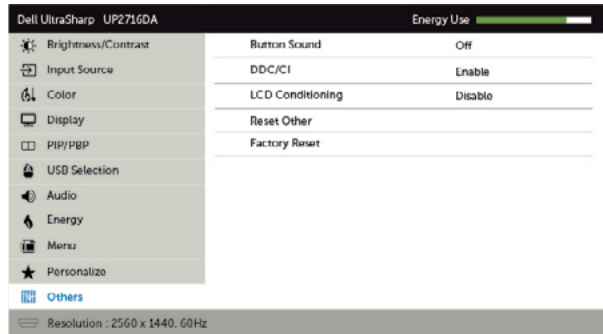 Dell UltraSharp UP2716DA Energy Use
Brightness/Contrast Button Sound Off
Input Source DDC/CI Enable
Color LCD Conditioning Disable
Display Reset Other
PIP/PBP Factory Reset
USB Selection
Audio
Energy
Menu
Personalize
Others
Resolution : 2560 x 1440, 60Hz